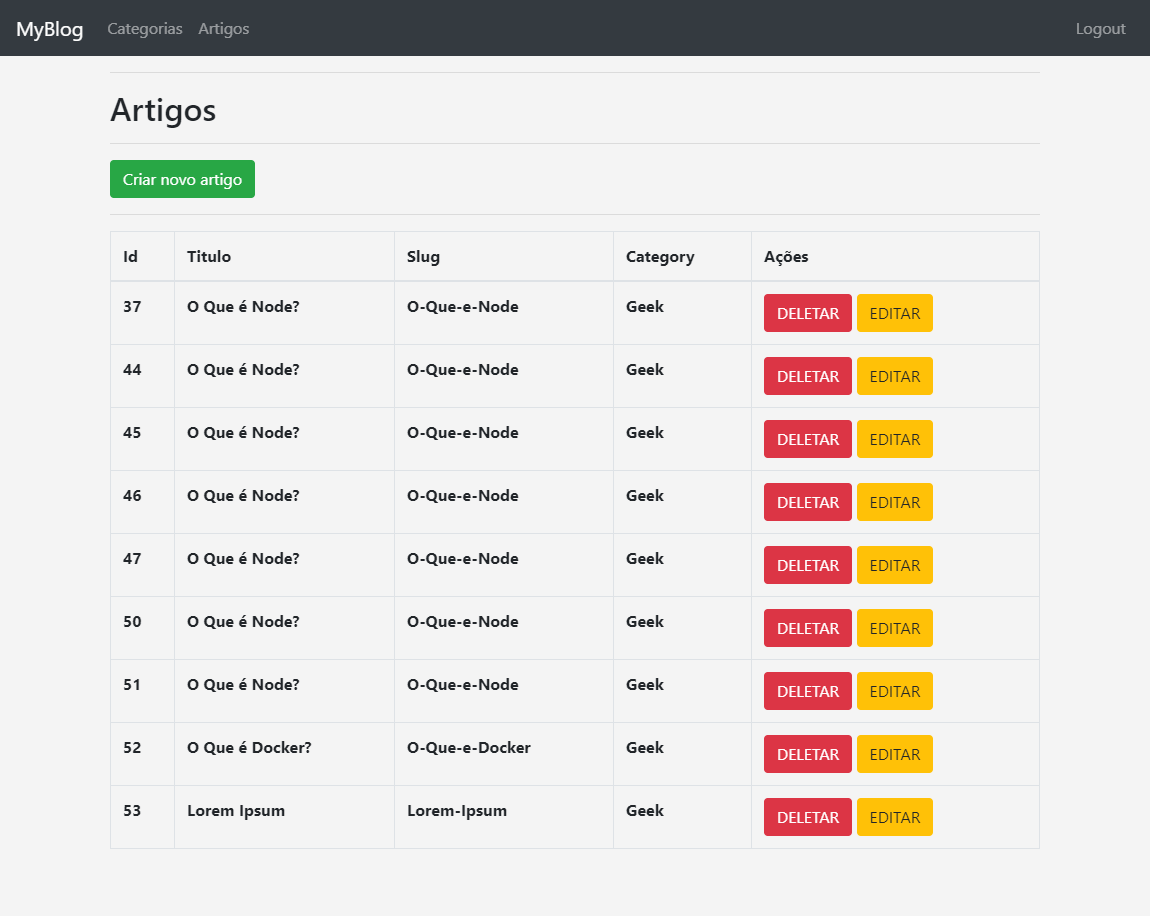 MyBlog Categorias Artigos Logout
Artigos
Criar novo artigo
Id Titulo Slug Category Ações
37 O Que é Node? O-Que-e-Node Geek DELETAR EDITAR
44 O Que é Node? O-Que-e-Node Geek DELETAR EDITAR
45 O Que é Node? O-Que-e-Node Geek DELETAR EDITAR
46 O Que é Node? O-Que-e-Node Geek DELETAR EDITAR
47 O Que é Node? O-Que-e-Node Geek DELETAR EDITAR
50 O Que é Node? O-Que-e-Node Geek DELETAR EDITAR
51 O Que é Node? O-Que-e-Node Geek DELETAR EDITAR
52 O Que é Docker? O-Que-e-Docker Geek DELETAR EDITAR
53 Lorem Ipsum Lorem-Ipsum Geek DELETAR EDITAR